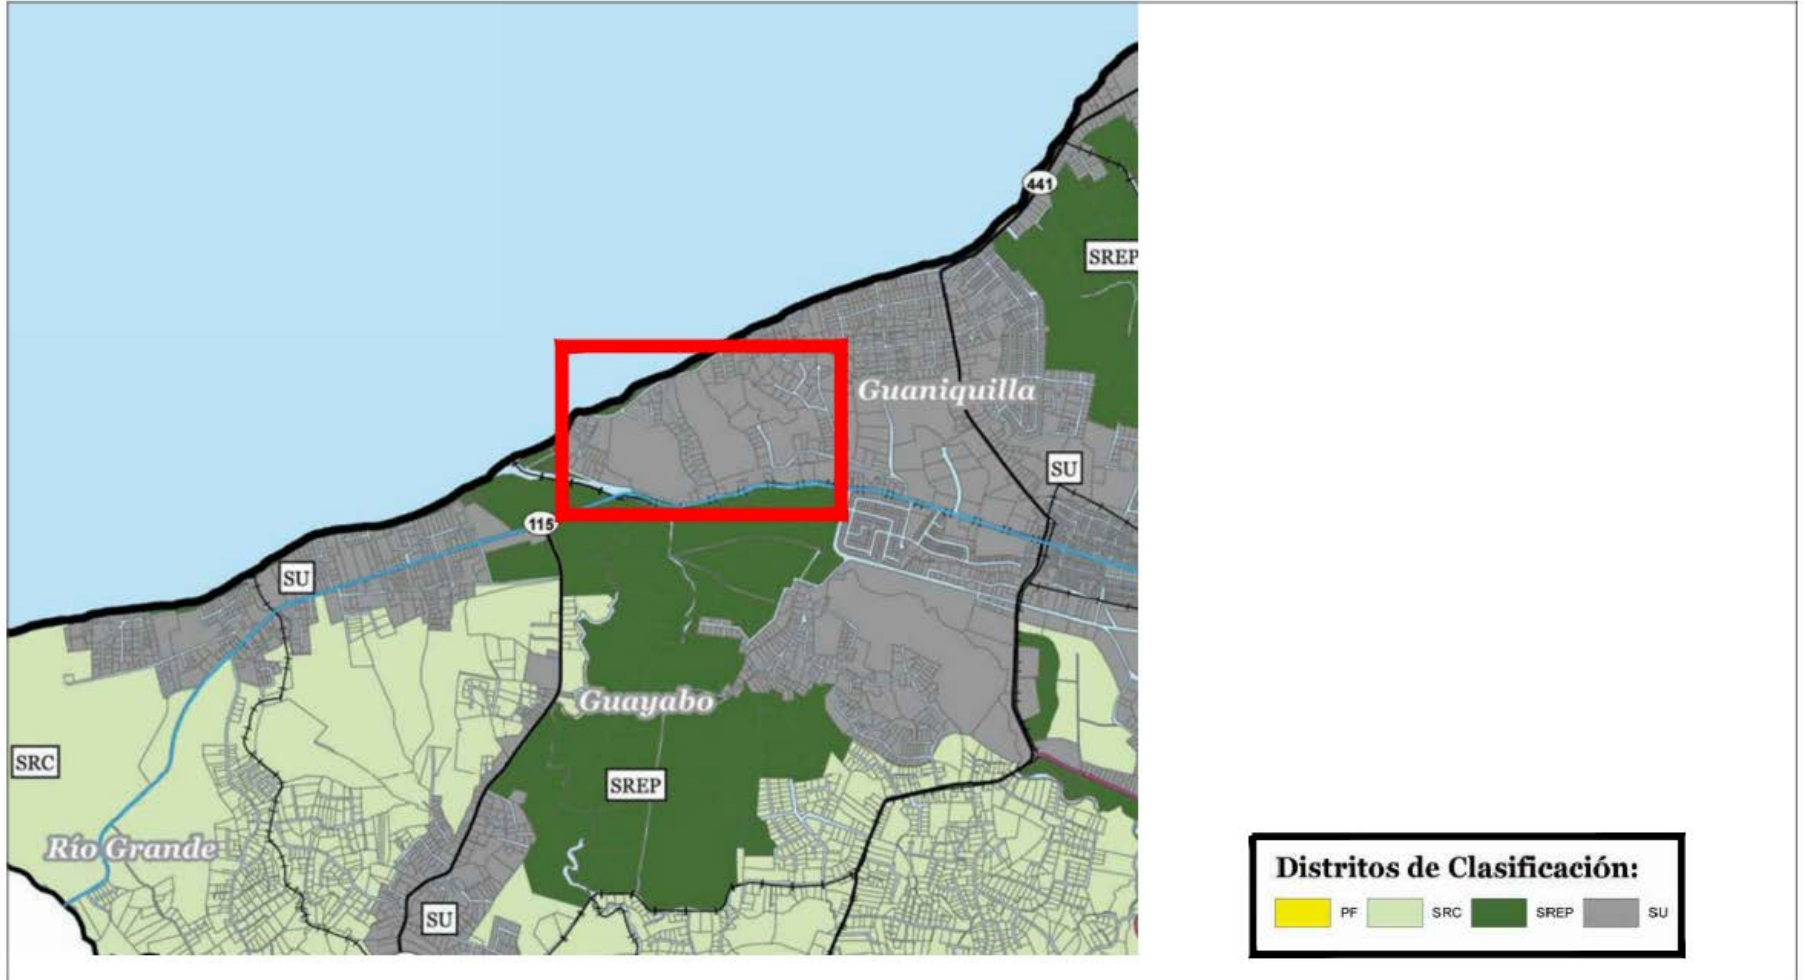 441
SREP
Guaniquilla
SU
115
SU
Guayabo
SRC
SREP
Río Grande
SU
Distritos de Clasificación:
PF SRC SREP SU